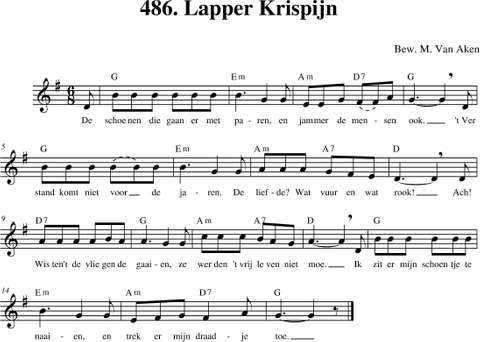 486. Lapper Krispijn
Bew. M. Van Aken
G Em Am D7 G
6 8
De schoenen die gaan er met pa- ren, en jammer de men- sen ook. 't Ver
5
G Em G Am A7 D
stand komt niet voor de ja- ren. De lief- de? Wat vuur en wat rook! Ach!
9
D7 G Am A7 D G
Wis ten't de vlie gen de gaai- en, ze wer den 't vrij le ven niet moe. Ik zit er mijn schoen tje te
14
Em G Em Am D7 G
naai- en, en trek er mijn draad- je toe.